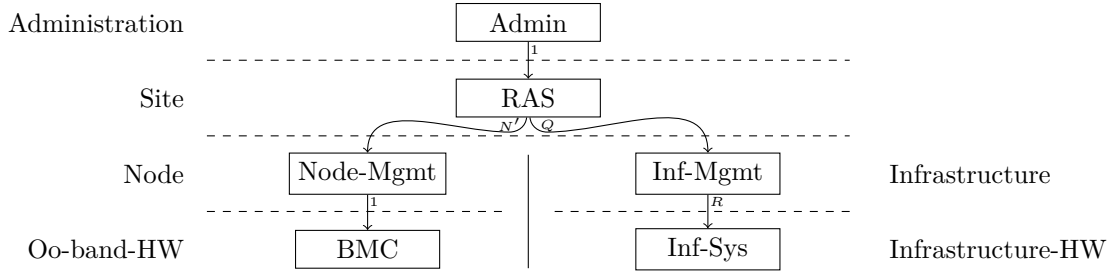 Administration Admin
1
Site RAS
N′ Q
Node Node-Mgmt Inf-Mgmt Infrastructure
1 R
Oo-band-HW BMC Inf-Sys Infrastructure-HW